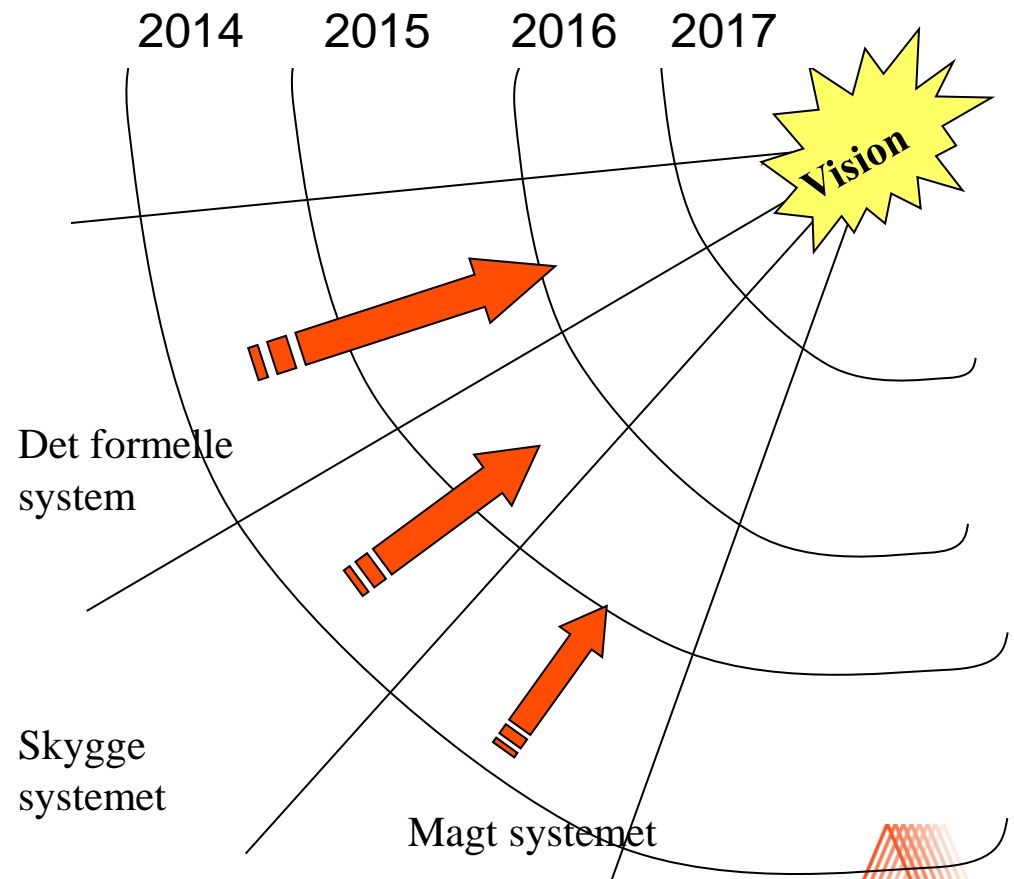 2014 2015 2016 2017
Vision
Det formelle
system
Skygge
systemet
Magt systemet